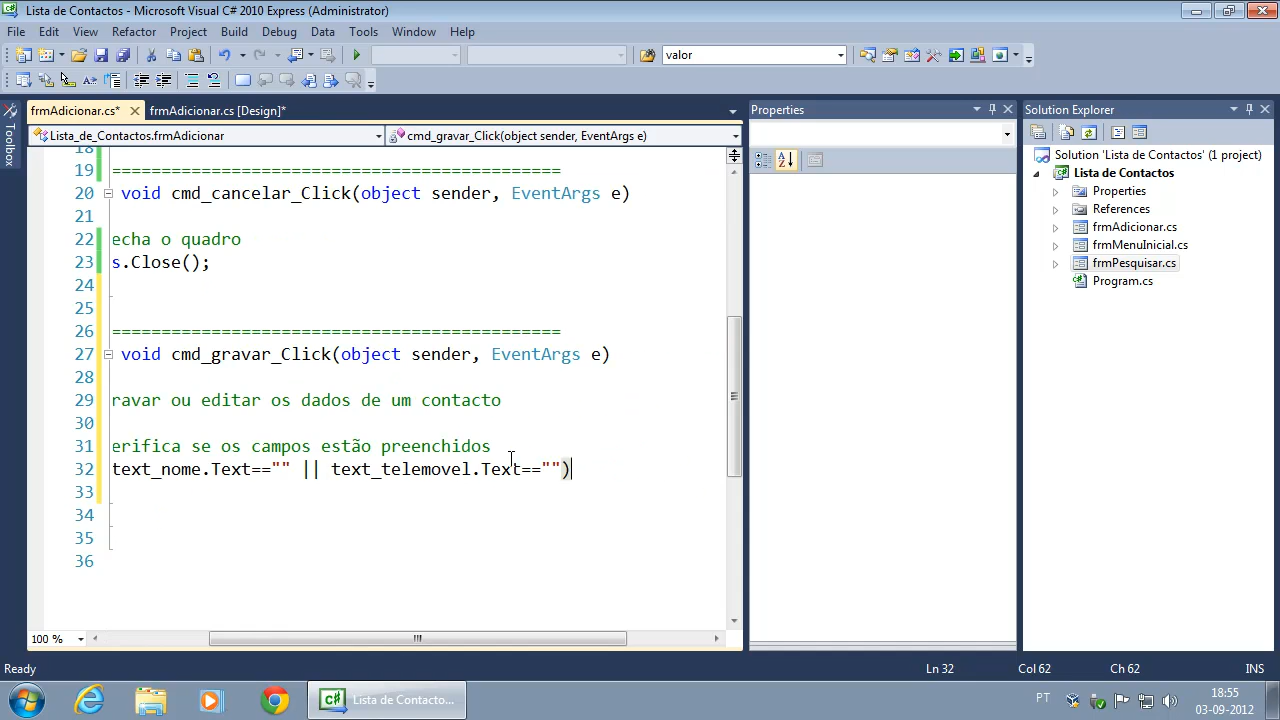 Lista de Contactos - Microsoft Visual C# 2010 Express (Administrator)
File Edit View Refactor Project Build Debug Data Tools Window Help
valor
frmAdicionar.cs* frmAdicionar.cs [Design]*
Lista_de_Contactos.frmAdicionar cmd_gravar_Click(object sender, EventArgs e)
18
19 =============================================
20 void cmd_cancelar_Click(object sender, EventArgs e)
21
22 echa o quadro
23 s.Close();
24
25
26 =============================================
27 void cmd_gravar_Click(object sender, EventArgs e)
28
29 ravar ou editar os dados de um contacto
30
31 erifica se os campos estão preenchidos
32 text_nome.Text=="" || text_telemovel.Text=="")
33
34
35
36
100 %
Properties
Solution Explorer
Solution 'Lista de Contactos' (1 project)
Lista de Contactos
Properties
References
frmAdicionar.cs
frmMenuInicial.cs
frmPesquisar.cs
Program.cs
Toolbox
Ready Ln 32 Col 62 Ch 62 INS
Lista de Contacto...
PT
18:55
03-09-2012